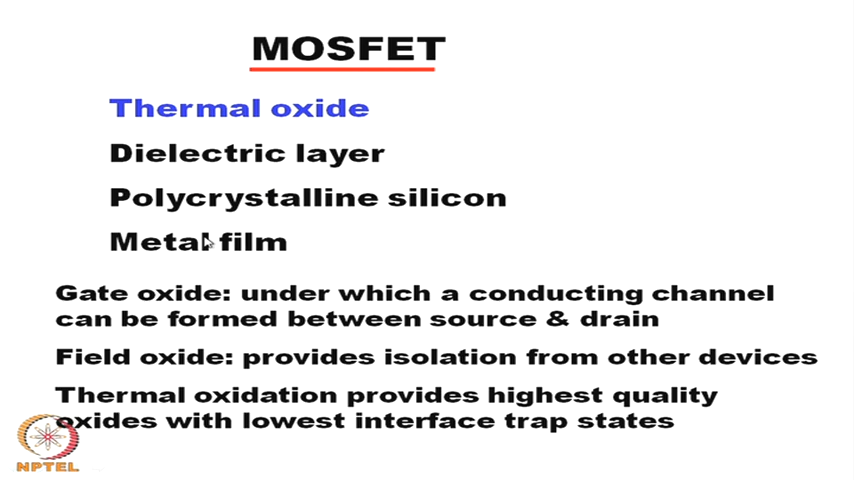 MOSFET
Thermal oxide
Dielectric layer
Polycrystalline silicon
Metal film
Gate oxide: under which a conducting channel
can be formed between source & drain
Field oxide: provides isolation from other devices
Thermal oxidation provides highest quality
oxides with lowest interface trap states
NPTEL